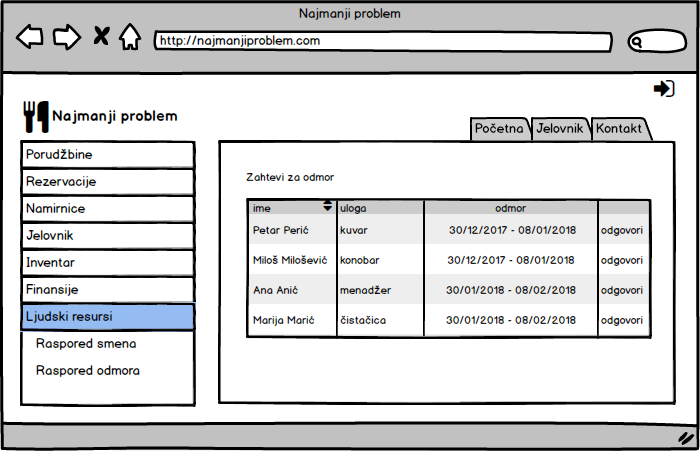 Najmanji problem
http://najmanjiproblem.com
Najmanji problem
Početna Jelovnik Kontakt
Porudžbine
Rezervacije
Namirnice
Jelovnik
Inventar
Finansije
Ljudski resursi
Raspored smena
Raspored odmora
Zahtevi za odmor
ime uloga odmor
Petar Perić kuvar 30/12/2017 - 08/01/2018 odgovori
Miloš Milošević konobar 30/12/2017 - 08/01/2018 odgovori
Ana Anić menadžer 30/01/2018 - 08/02/2018 odgovori
Marija Marić čistačica 30/01/2018 - 08/02/2018 odgovori